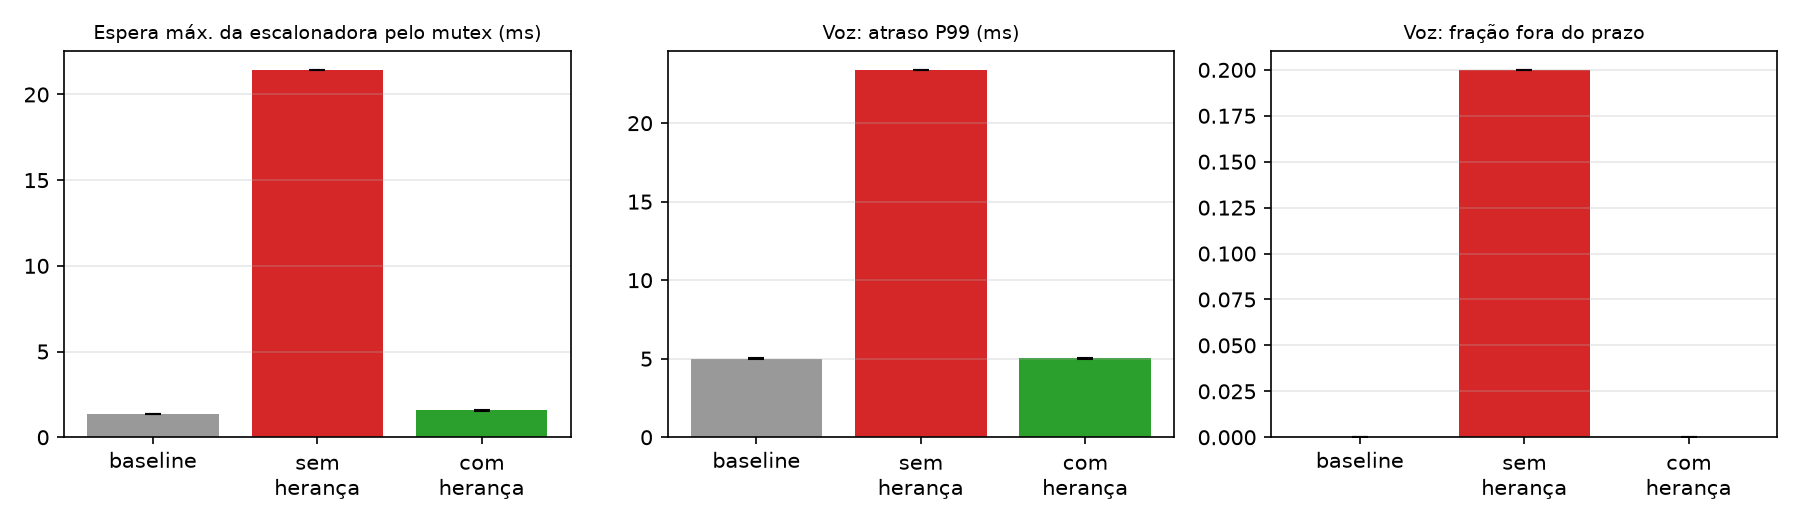 Espera máx. da escalonadora pelo mutex (ms)
20
15
10
5
0
baseline
sem
herança
com
herança
Voz: atraso P99 (ms)
20
15
10
5
0
baseline
sem
herança
com
herança
Voz: fração fora do prazo
0.200
0.175
0.150
0.125
0.100
0.075
0.050
0.025
0.000
baseline
sem
herança
com
herança